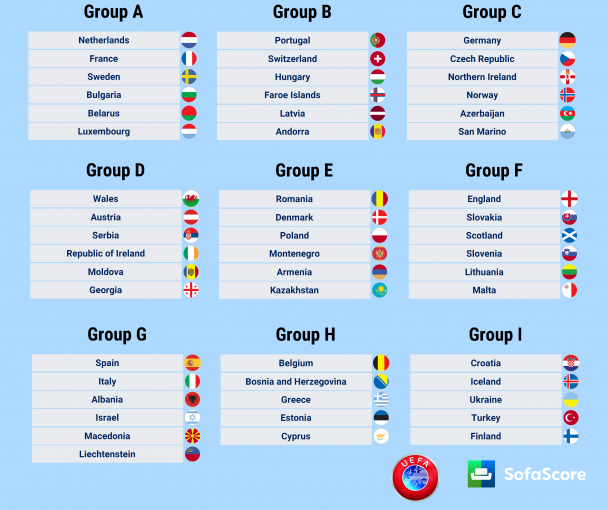 Group A
Netherlands
France
Sweden
Bulgaria
Belarus
Luxembourg
Group B
Portugal
Switzerland
Hungary
Faroe Islands
Latvia
Andorra
Group C
Germany
Czech Republic
Northern Ireland
Norway
Azerbaijan
San Marino
Group D
Wales
Austria
Serbia
Republic of Ireland
Moldova
Georgia
Group E
Romania
Denmark
Poland
Montenegro
Armenia
Kazakhstan
Group F
England
Slovakia
Scotland
Slovenia
Lithuania
Malta
Group G
Spain
Italy
Albania
Israel
Macedonia
Liechtenstein
Group H
Belgium
Bosnia and Herzegovina
Greece
Estonia
Cyprus
Group I
Croatia
Iceland
Ukraine
Turkey
Finland
UEFA
SofaScore